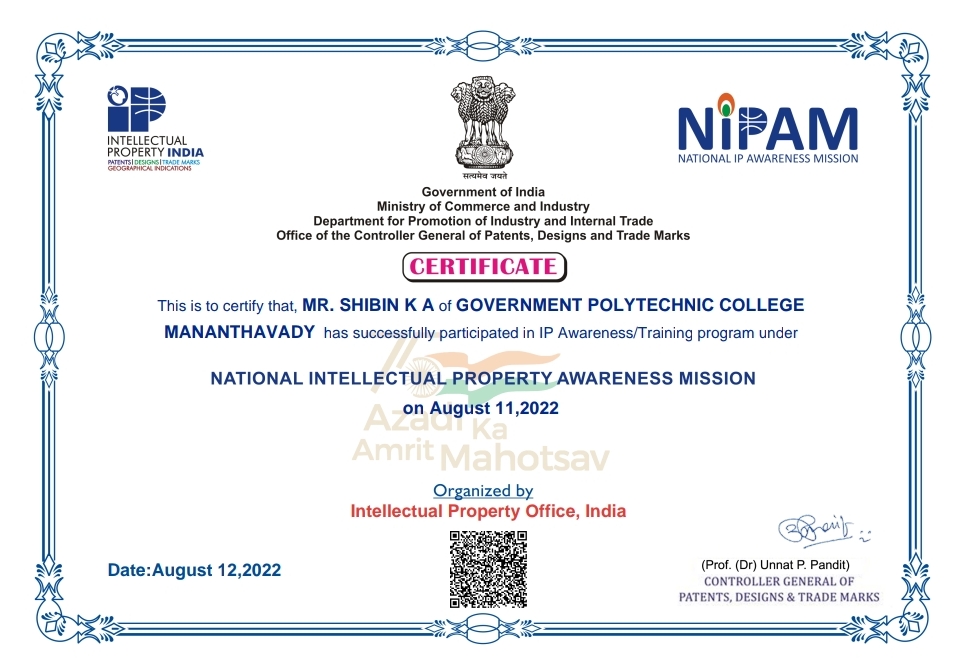 INTELLECTUAL
PROPERTY INDIA
PATENTS | DESIGNS | TRADE MARKS
GEOGRAPHICAL INDICATIONS
सत्यमेव जयते
NiPAM
NATIONAL IP AWARENESS MISSION
Government of India
Ministry of Commerce and Industry
Department for Promotion of Industry and Internal Trade
Office of the Controller General of Patents, Designs and Trade Marks
CERTIFICATE
This is to certify that, MR. SHIBIN K A of GOVERNMENT POLYTECHNIC COLLEGE
MANANTHAVADY has successfully participated in IP Awareness/Training program under
NATIONAL INTELLECTUAL PROPERTY AWARENESS MISSION
on August 11,2022
Azadi Ka
Amrit Mahotsav
Organized by
Intellectual Property Office, India
Date:August 12,2022
(Prof. (Dr) Unnat P. Pandit)
CONTROLLER GENERAL OF
PATENTS, DESIGNS & TRADE MARKS